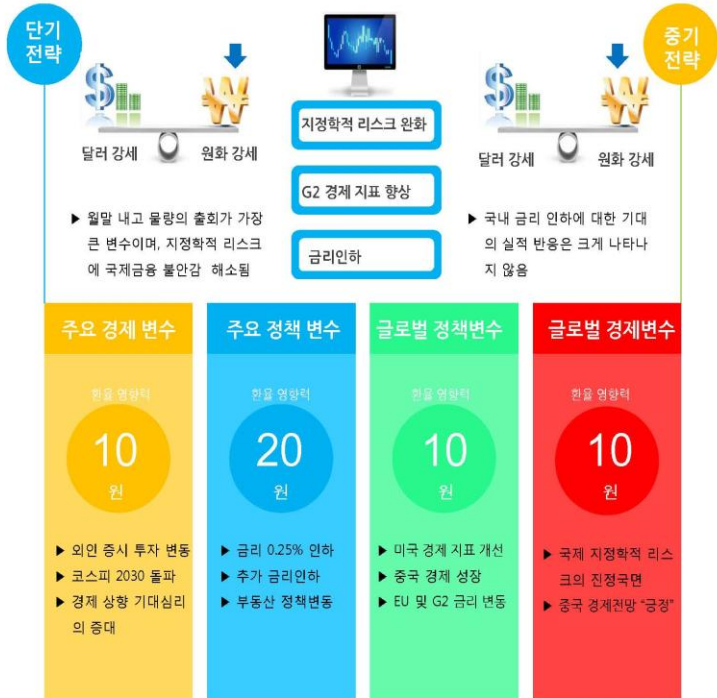 단기
전략
중기
전략
달러 강세
원화 강세
지정학적 리스크 완화
G2 경제 지표 향상
금리인하
달러 강세
원화 강세
▶ 월말 내고 물량의 출회가 가장
큰 변수이며, 지정학적 리스크
에 국제금융 불안감 해소됨
▶ 국내 금리 인하에 대한 기대
의 실적 반응은 크게 나타나
지 않음
주요 경제 변수
환율 영향력
10
원
▶ 외인 증시 투자 변동
▶ 코스피 2030 돌파
▶ 경제 상향 기대심리
의 증대
주요 정책 변수
환율 영향력
20
원
▶ 금리 0.25% 인하
▶ 추가 금리인하
▶ 부동산 정책변동
글로벌 정책변수
환율 영향력
10
원
▶ 미국 경제 지표 개선
▶ 중국 경제 성장
▶ EU 및 G2 금리 변동
글로벌 경제변수
환율 영향력
10
원
▶ 국제 지정학적 리스
크의 진정국면
▶ 중국 경제전망 “긍정”